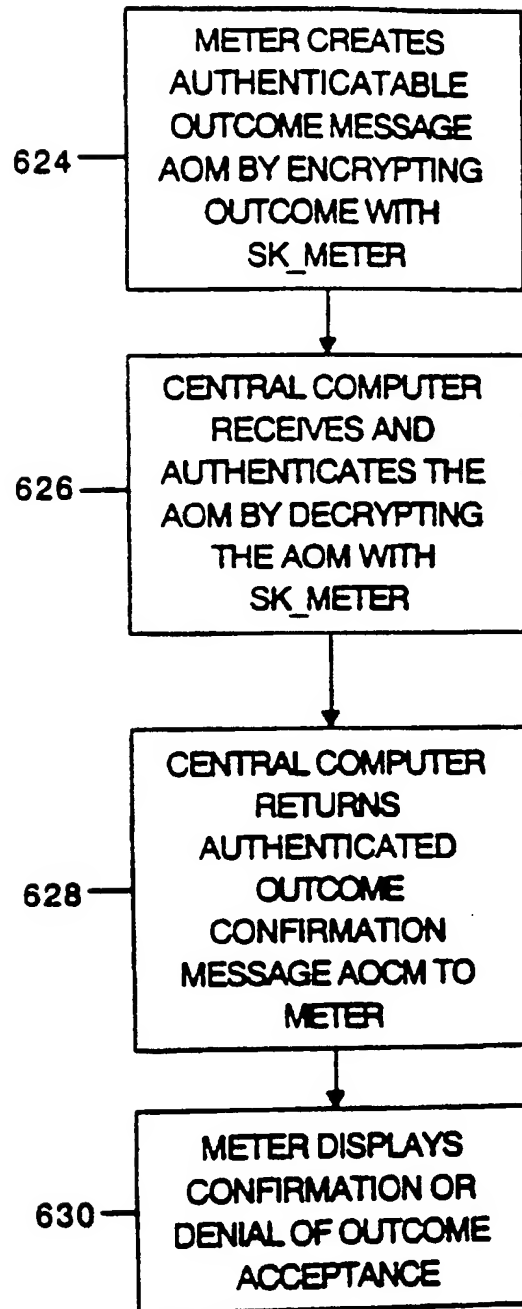 METER CREATES
AUTHENTICATABLE
OUTCOME MESSAGE
AOM BY ENCRYPTING
OUTCOME WITH
SK_METER
624
CENTRAL COMPUTER
RECEIVES AND
AUTHENTICATES THE
AOM BY DECRYPTING
THE AOM WITH
SK_METER
626
CENTRAL COMPUTER
RETURNS
AUTHENTICATED
OUTCOME
CONFIRMATION
MESSAGE AOCM TO
METER
628
METER DISPLAYS
CONFIRMATION OR
DENIAL OF OUTCOME
ACCEPTANCE
630